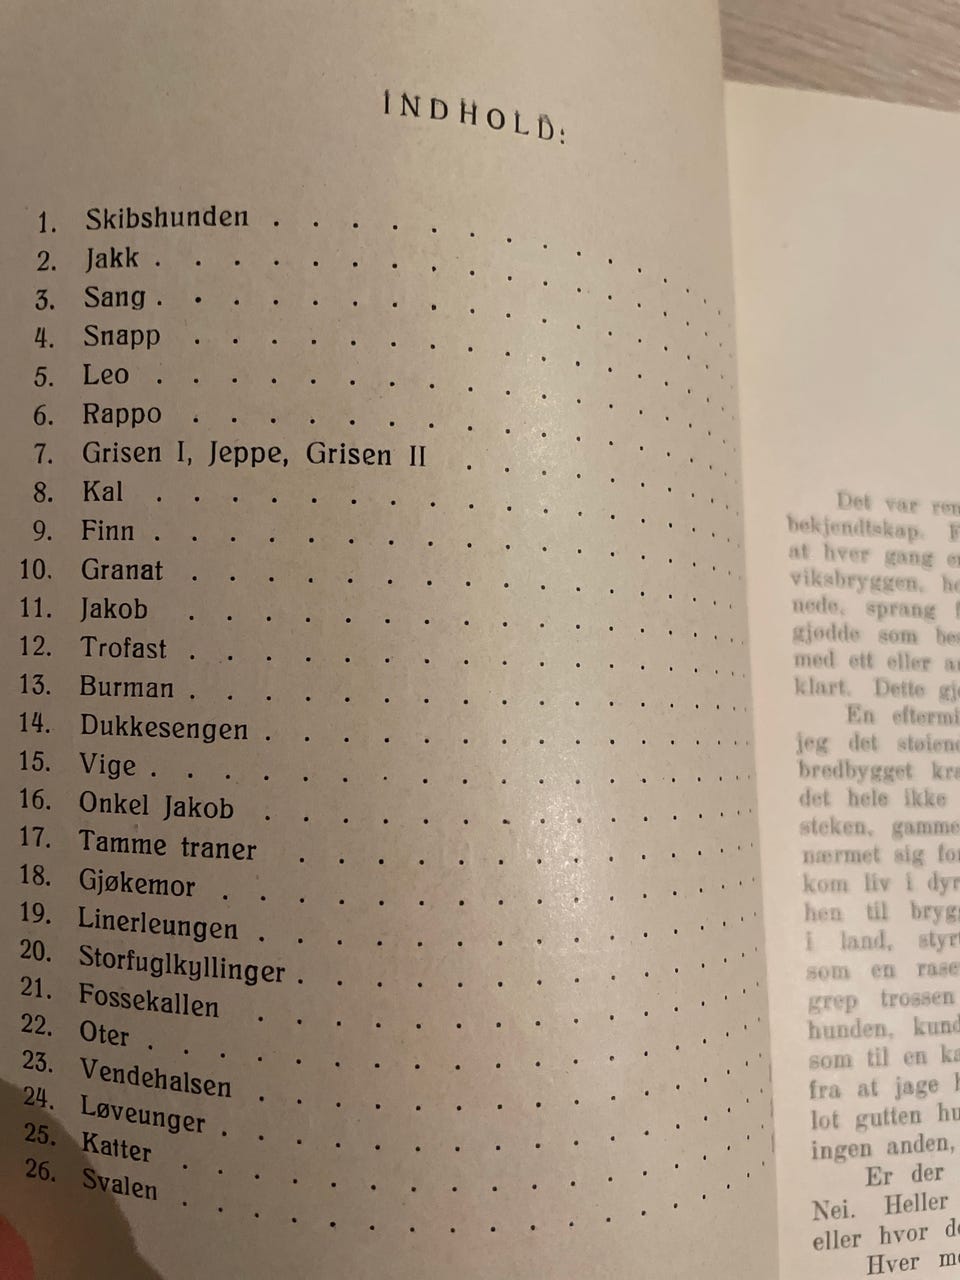 INDHOLD:
1. Skibshunden
2. Jakk
3. Sang
4. Snapp
5. Leo
6. Rappo
7. Grisen I, Jeppe, Grisen II
8. Kal
9. Finn
10. Granat
11. Jakob
12. Trofast
13. Burman
14. Dukkesengen
15. Vige
16. Onkel Jakob
17. Tamme traner
18. Gjøkemor
19. Linerleungen
20. Storfuglkyllinger
21. Fossekallen
22. Oter
23. Vendehalsen
24. Løveunger
25. Katter
26. Svalen
Det var
bekjendtskap.
at hver gang
viksbryggen,
nede, sprang
gjødde som
med ett eller
klart. Dette
En
jeg det
bredbygget
det hele ikke
steken,
nærmet sig
kom liv i
hen til
i land,
som en
grep trossen
hunden,
som til en
fra at jage
lot gutten
ingen anden,
Er der
Nei. Heller
eller hvor
Hver